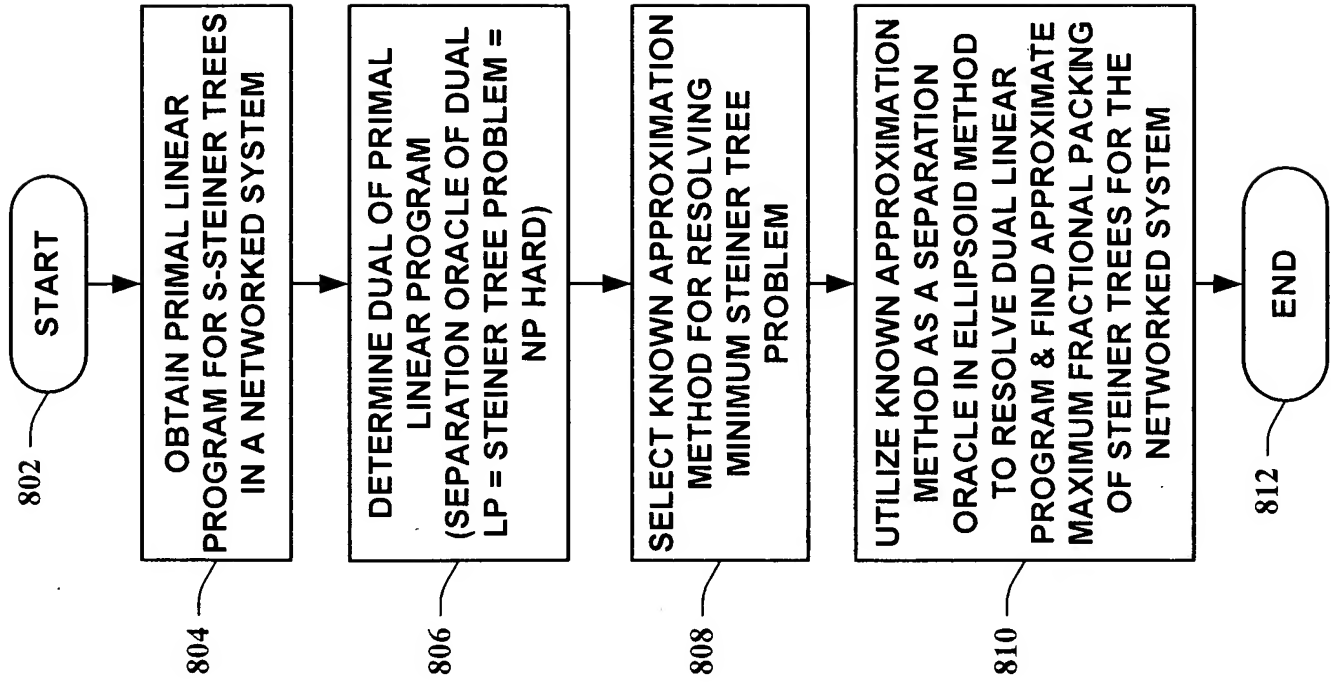 START
802
OBTAIN PRIMAL LINEAR
PROGRAM FOR S-STEINER TREES
IN A NETWORKED SYSTEM
804
DETERMINE DUAL OF PRIMAL
LINEAR PROGRAM
(SEPARATION ORACLE OF DUAL
LP = STEINER TREE PROBLEM =
NP HARD)
806
SELECT KNOWN APPROXIMATION
METHOD FOR RESOLVING
MINIMUM STEINER TREE
PROBLEM
808
UTILIZE KNOWN APPROXIMATION
METHOD AS A SEPARATION
ORACLE IN ELLIPSOID METHOD
TO RESOLVE DUAL LINEAR
PROGRAM & FIND APPROXIMATE
MAXIMUM FRACTIONAL PACKING
OF STEINER TREES FOR THE
NETWORKED SYSTEM
810
END
812